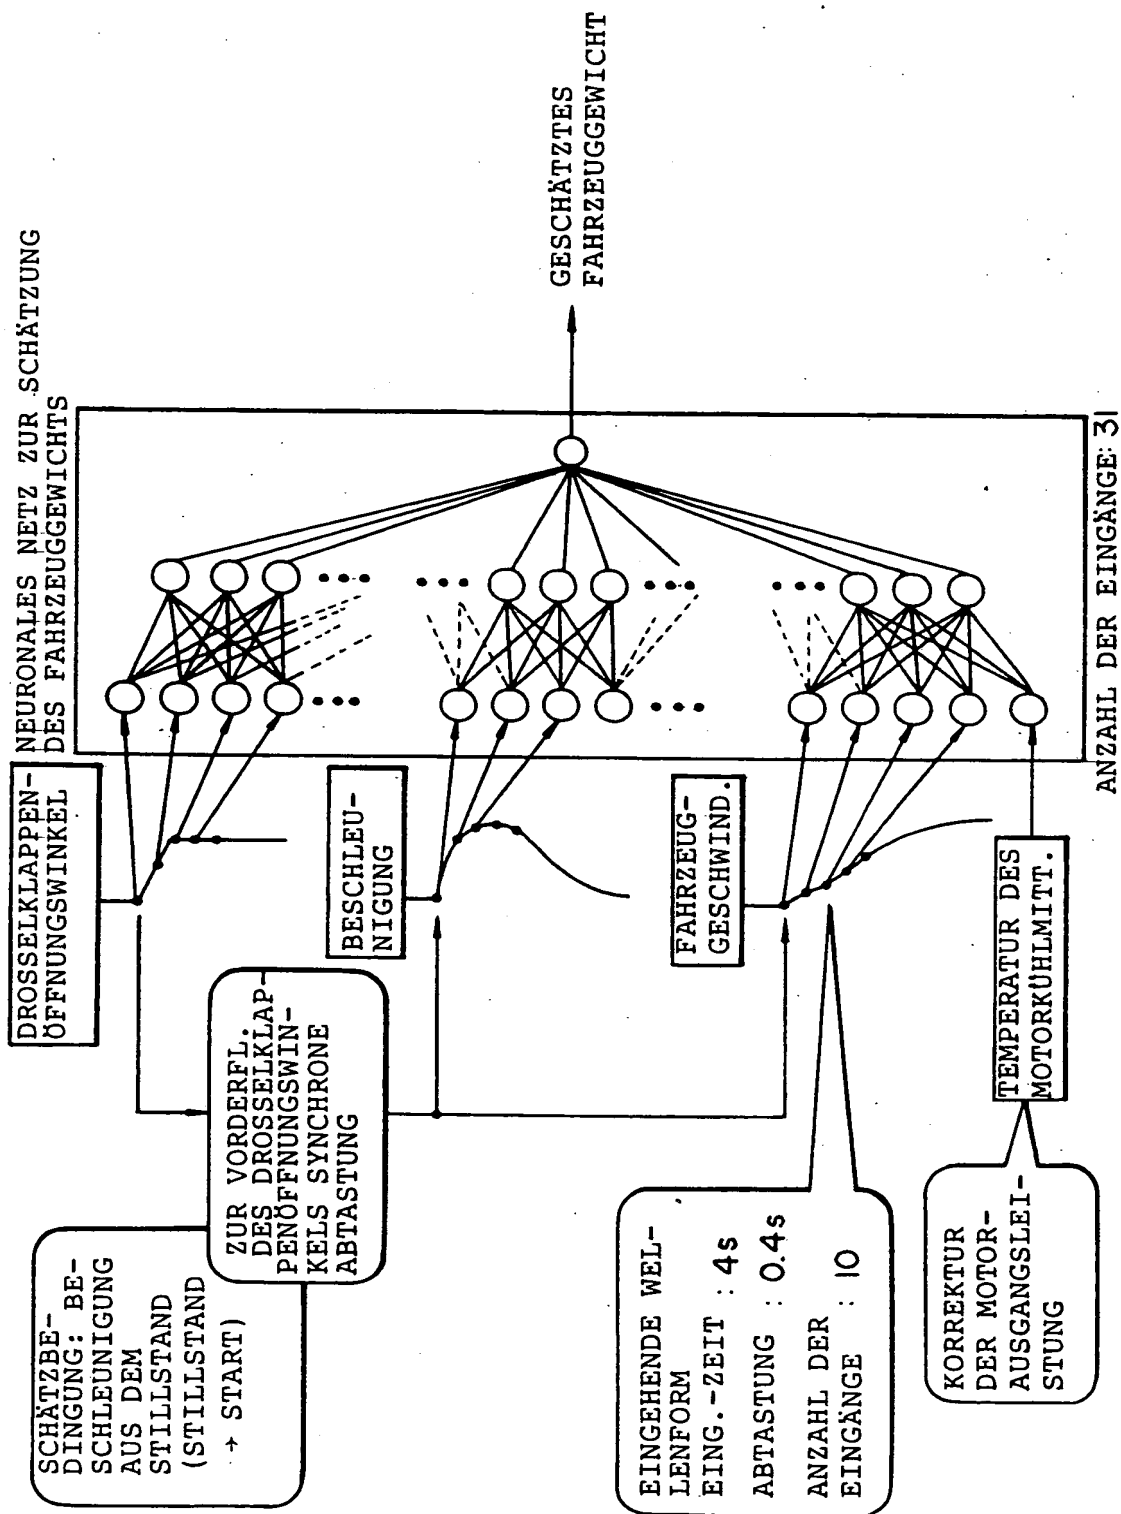 SCHÄTZBE-
DINGUNG: BE-
SCHLEUNIGUNG
AUS DEM
STILLSTAND
(STILLSTAND
→ START)
ZUR VORDERFL.
DES DROSSELKLAP-
PENÖFFNUNGSWIN-
KELS SYNCHRONE
ABTASTUNG
DROSSELKLAPPEN-
ÖFFNUNGSWINKEL
NEURONALES NETZ ZUR SCHÄTZUNG
DES FAHRZEUGGEWICHTS
BESCHLEU-
NIGUNG
GESCHÄTZTES
FAHRZEUGGEWICHT
FAHRZEUG-
GESCHWIND.
EINGEHENDE WEL-
LENFORM
EING.-ZEIT : 4s
ABTASTUNG : 0.4s
ANZAHL DER
EINGÄNGE : 10
TEMPERATUR DES
MOTORKÜHLMITT.
KORREKTUR
DER MOTOR-
AUSGANGSLEI-
STUNG
ANZAHL DER EINGÄNGE: 31